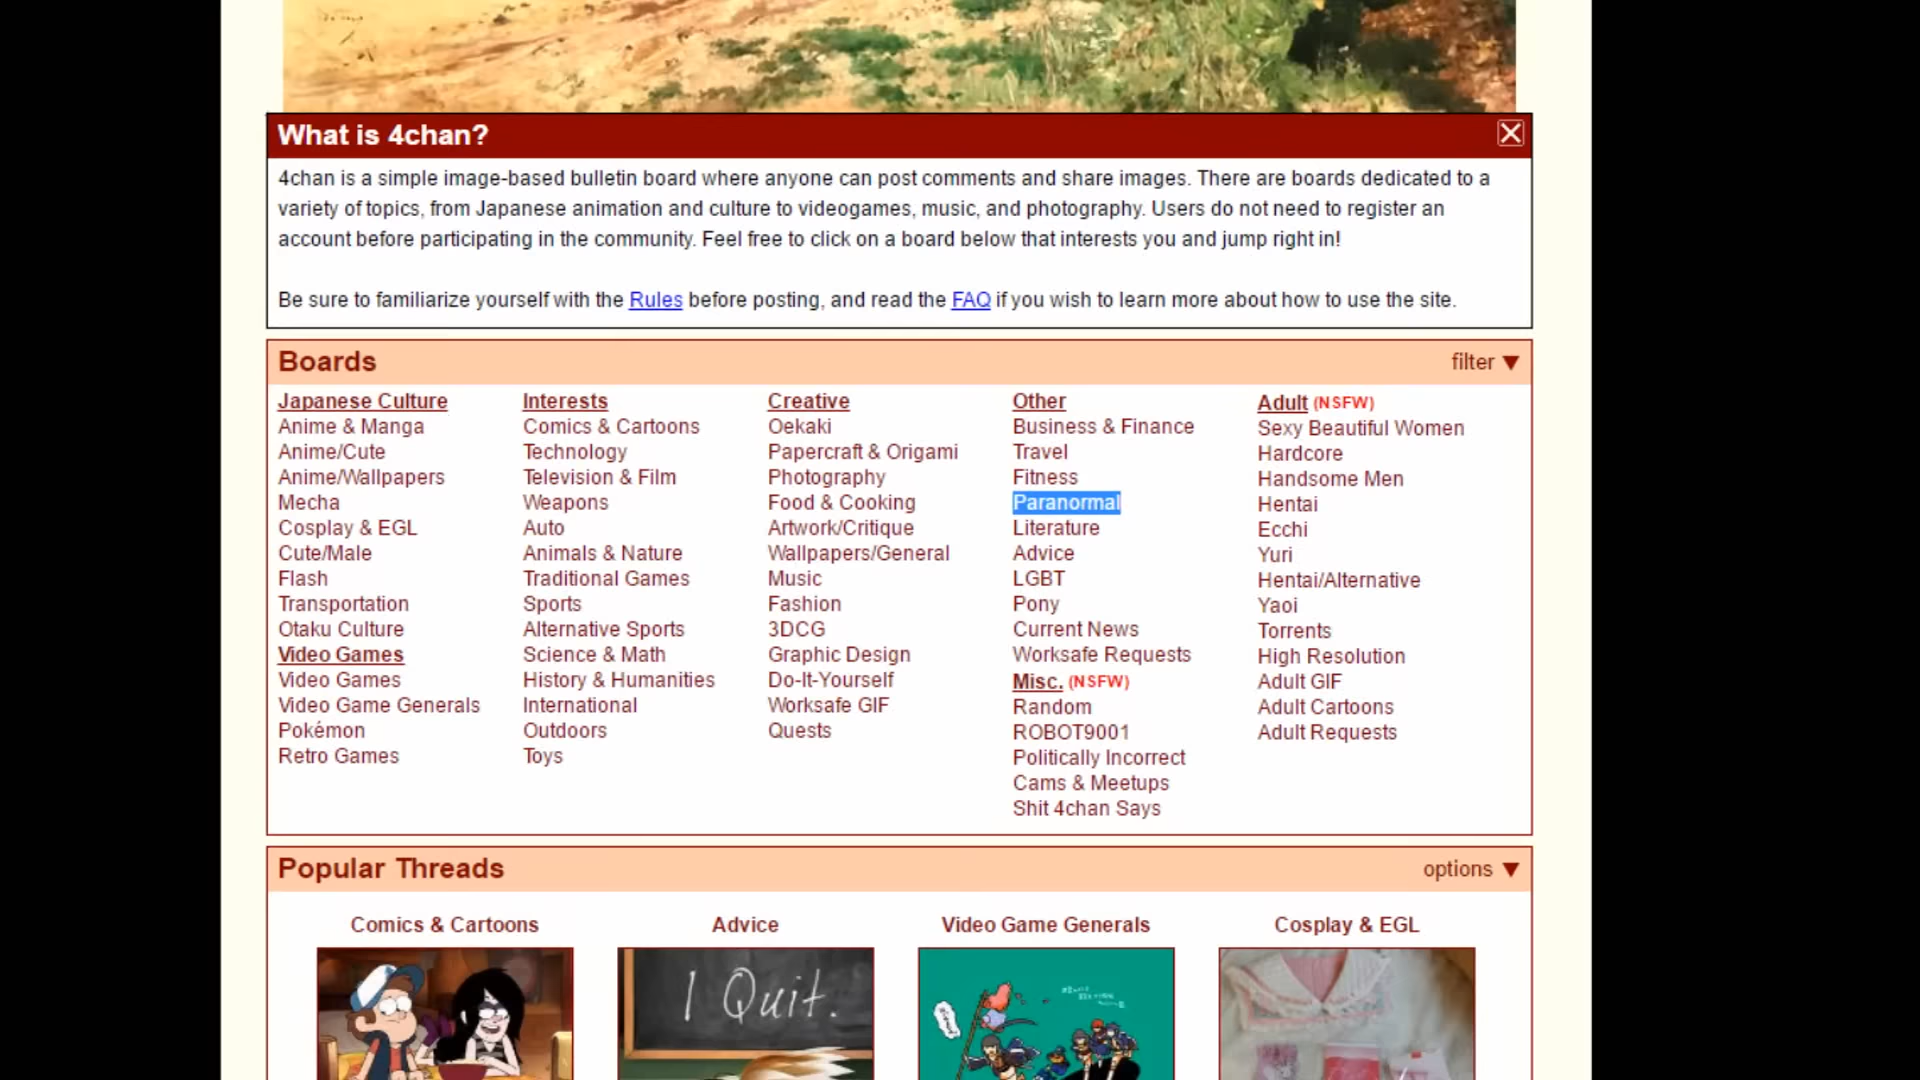 What is 4chan?
4chan is a simple image-based bulletin board where anyone can post comments and share images. There are boards dedicated to a
variety of topics, from Japanese animation and culture to videogames, music, and photography. Users do not need to register an
account before participating in the community. Feel free to click on a board below that interests you and jump right in!
Be sure to familiarize yourself with the Rules before posting, and read the FAQ if you wish to learn more about how to use the site.
Boards
filter ▼
Japanese Culture
Anime & Manga
Anime/Cute
Anime/Wallpapers
Mecha
Cosplay & EGL
Cute/Male
Flash
Transportation
Otaku Culture
Video Games
Video Games
Video Game Generals
Pokémon
Retro Games
Interests
Comics & Cartoons
Technology
Television & Film
Weapons
Auto
Animals & Nature
Traditional Games
Sports
Alternative Sports
Science & Math
History & Humanities
International
Outdoors
Toys
Creative
Oekaki
Papercraft & Origami
Photography
Food & Cooking
Artwork/Critique
Wallpapers/General
Music
Fashion
3DCG
Graphic Design
Do-It-Yourself
Worksafe GIF
Quests
Other
Business & Finance
Travel
Fitness
Paranormal
Literature
Advice
LGBT
Pony
Current News
Worksafe Requests
Misc. (NSFW)
Random
ROBOT9001
Politically Incorrect
Cams & Meetups
Shit 4chan Says
Adult (NSFW)
Sexy Beautiful Women
Hardcore
Handsome Men
Hentai
Ecchi
Yuri
Hentai/Alternative
Yaoi
Torrents
High Resolution
Adult GIF
Adult Cartoons
Adult Requests
Popular Threads
options ▼
Comics & Cartoons
Advice
Video Game Generals
Cosplay & EGL
I Quit.